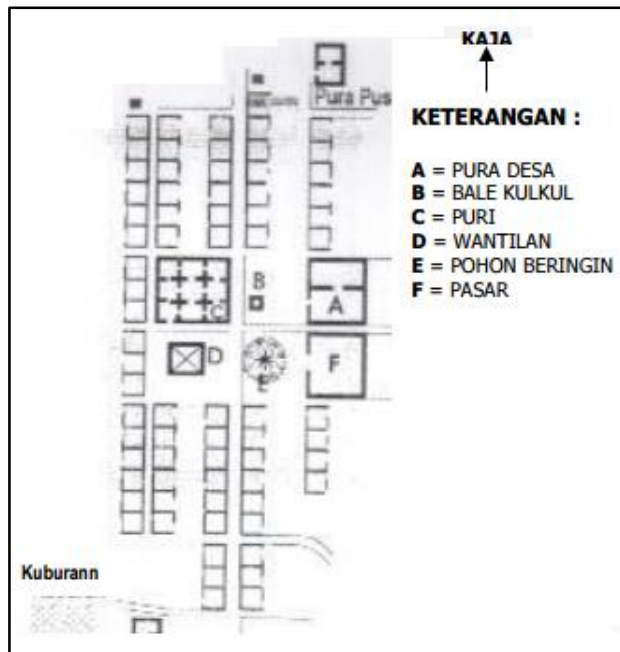 KAJA
Pura Pus
KETERANGAN :
A = PURA DESA
B = BALE KULKUL
C = PURI
D = WANTILAN
E = POHON BERINGIN
F = PASAR
B
C
A
D
E
F
Kuburann